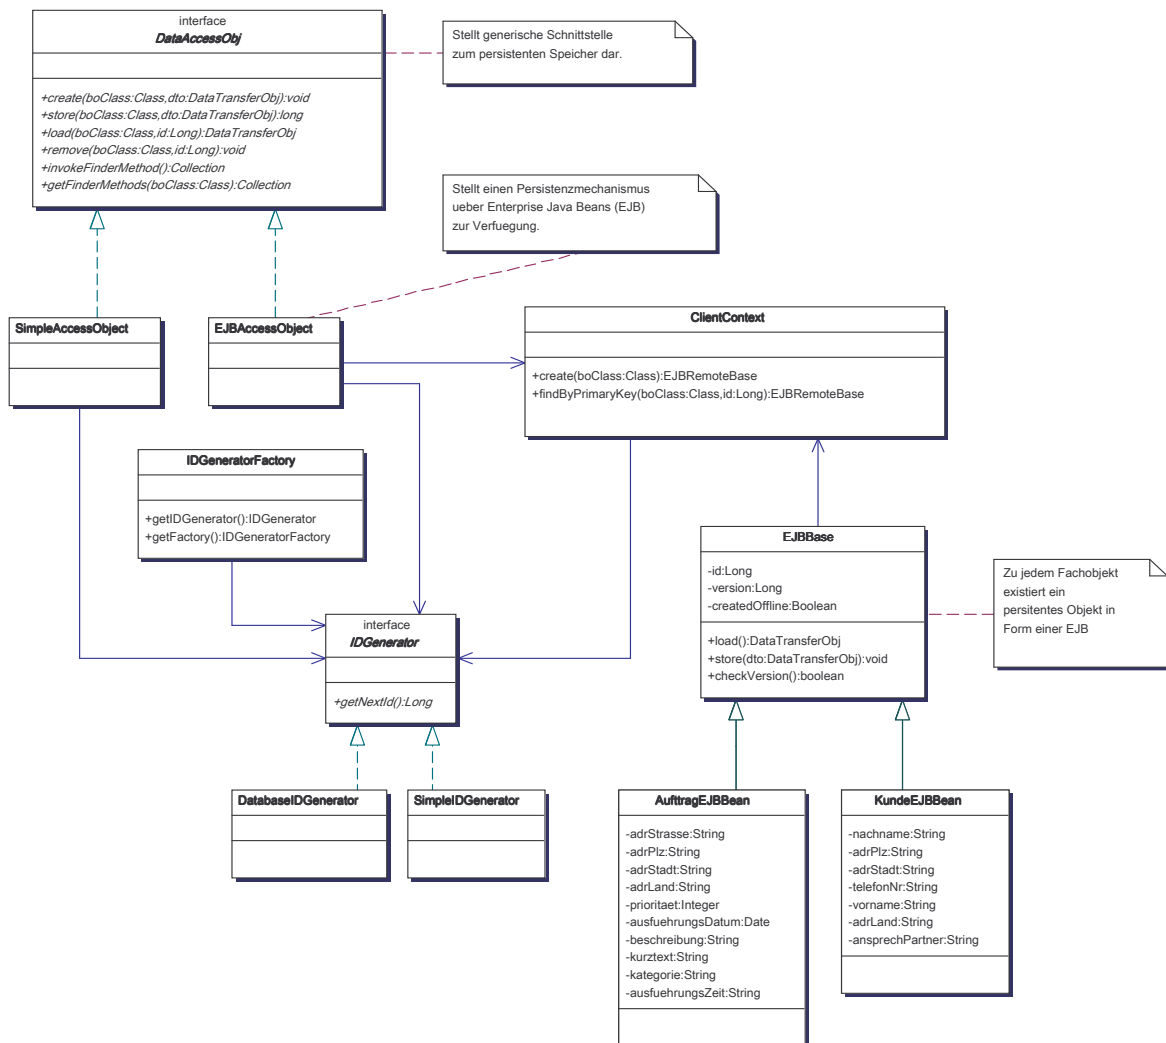 interface
DataAccessObj
+create(boClass:Class,dto:DataTransferObj):void
+store(boClass:Class,dto:DataTransferObj):long
+load(boClass:Class,id:Long):DataTransferObj
+remove(boClass:Class,id:Long):void
+invokeFinderMethod():Collection
+getFinderMethods(boClass:Class):Collection
Stellt generische Schnittstelle
zum persistenten Speicher dar.
Stellt einen Persistenzmechanismus
ueber Enterprise Java Beans (EJB)
zur Verfuegung.
SimpleAccessObject
EJBAccessObject
ClientContext
+create(boClass:Class):EJBRemoteBase
+findByPrimaryKey(boClass:Class,id:Long):EJBRemoteBase
IDGeneratorFactory
+getIDGenerator():IDGenerator
+getFactory():IDGeneratorFactory
EJBBase
-id:Long
-version:Long
-createdOffline:Boolean
+load():DataTransferObj
+store(dto:DataTransferObj):void
+checkVersion():boolean
Zu jedem Fachobjekt
existiert ein
persitentes Objekt in
Form einer EJB
interface
IDGenerator
+getNextId():Long
DatabaseIDGenerator
SimpleIDGenerator
AufttragEJBBean
-adrStrasse:String
-adrPlz:String
-adrStadt:String
-adrLand:String
-prioritaet:Integer
-ausfuehrungsDatum:Date
-beschreibung:String
-kurztext:String
-kategorie:String
-ausfuehrungsZeit:String
KundeEJBBean
-nachname:String
-adrPlz:String
-adrStadt:String
-telefonNr:String
-vorname:String
-adrLand:String
-ansprechPartner:String